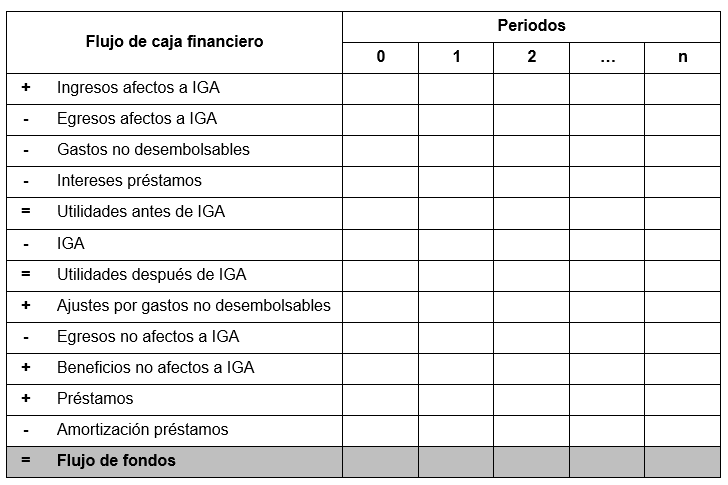 Flujo de caja financiero Periodos
0 1 2 … n
+ Ingresos afectos a IGA
- Egresos afectos a IGA
- Gastos no desembolsables
- Intereses préstamos
= Utilidades antes de IGA
- IGA
= Utilidades después de IGA
+ Ajustes por gastos no desembolsables
- Egresos no afectos a IGA
+ Beneficios no afectos a IGA
+ Préstamos
- Amortización préstamos
= Flujo de fondos